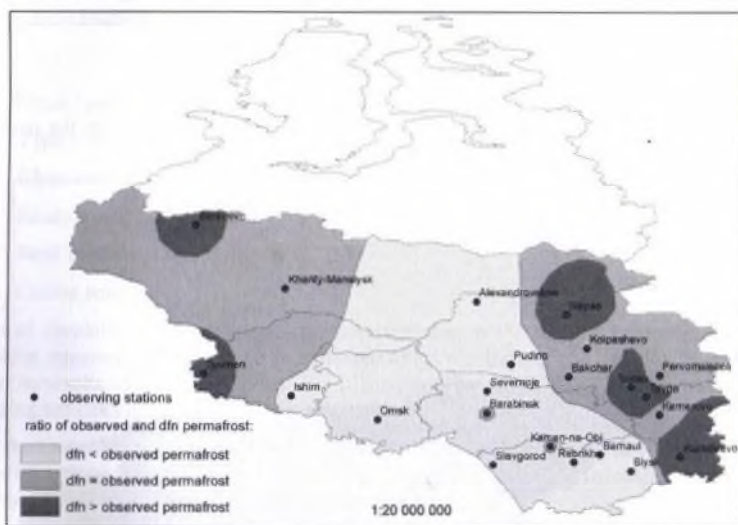 Khanty-Mansiysk
Alexandrovskoe
Kolpashevo
Pudino
Bakchar
Pervomaiskoe
Tyumen
Severnoje
Tayga
Ishim
observing stations
Barabinsk
Kemerovo
Omsk
ratio of observed and dfn permafrost:
Kamen-na-Obi
Barnaul
Slavgorod
Rebrikha
dfn < observed permafrost
dfn = observed permafrost
dfn > observed permafrost
1:20 000 000